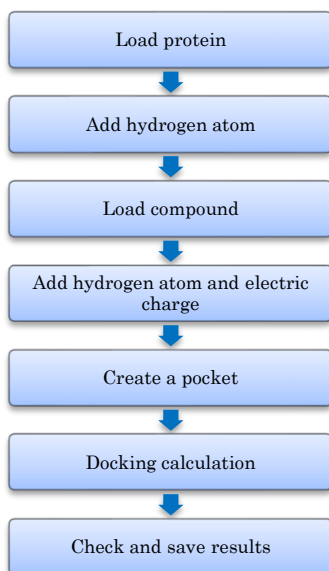 Load protein
Add hydrogen atom
Load compound
Add hydrogen atom and electric
charge
Create a pocket
Docking calculation
Check and save results